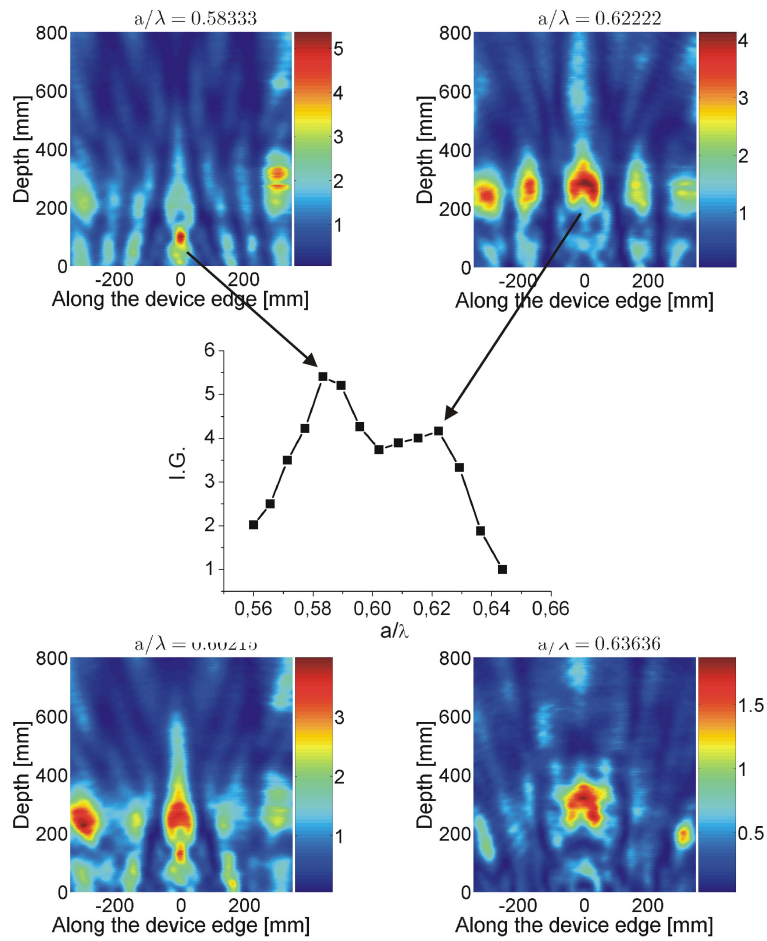 a/λ = 0.58333
800
600
400
200
0
Depth [mm]
-200 0 200
Along the device edge [mm]
5
4
3
2
1
a/λ = 0.62222
800
600
400
200
0
Depth [mm]
-200 0 200
Along the device edge [mm]
4
3
2
1
6
5
4
3
2
1
I.G.
0,56 0,58 0,60 0,62 0,64 0,66
a/λ
a/λ = 0.60215
800
600
400
200
0
Depth [mm]
-200 0 200
Along the device edge [mm]
3
2
1
a/λ = 0.63636
800
600
400
200
0
Depth [mm]
-200 0 200
Along the device edge [mm]
1.5
1
0.5